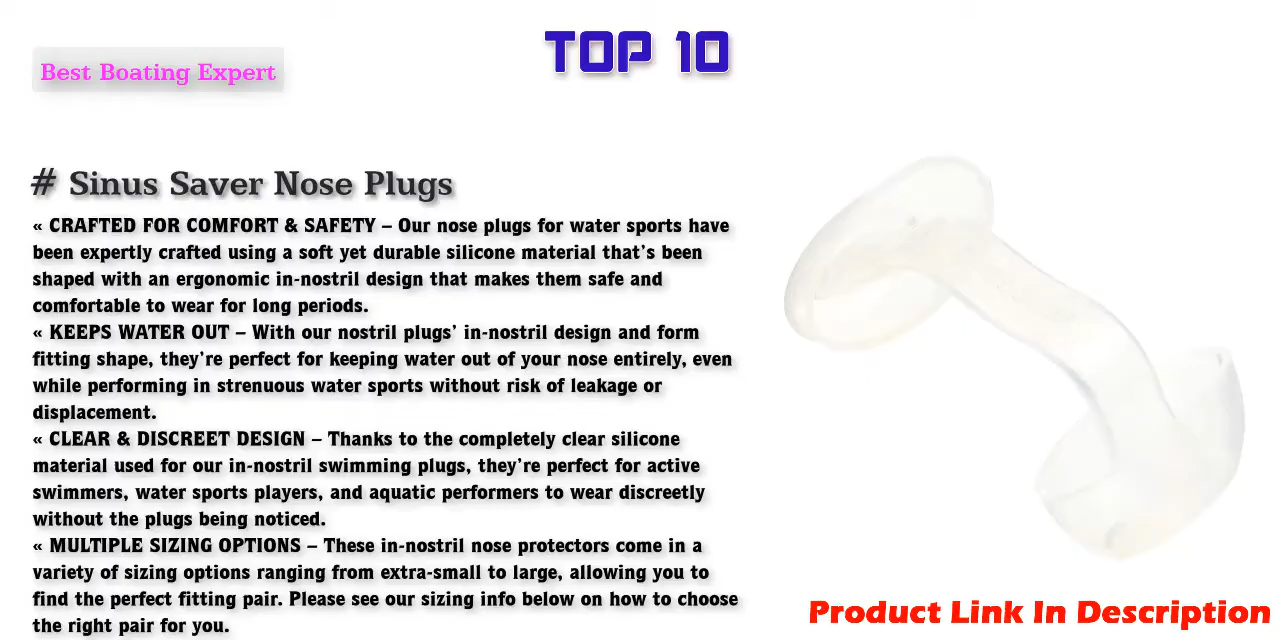 TOP 10
Best Boating Expert
# Sinus Saver Nose Plugs
« CRAFTED FOR COMFORT & SAFETY – Our nose plugs for water sports have
been expertly crafted using a soft yet durable silicone material that’s been
shaped with an ergonomic in-nostril design that makes them safe and
comfortable to wear for long periods.
« KEEPS WATER OUT – With our nostril plugs’ in-nostril design and form
fitting shape, they’re perfect for keeping water out of your nose entirely, even
while performing in strenuous water sports without risk of leakage or
displacement.
« CLEAR & DISCREET DESIGN – Thanks to the completely clear silicone
material used for our in-nostril swimming plugs, they’re perfect for active
swimmers, water sports players, and aquatic performers to wear discreetly
without the plugs being noticed.
« MULTIPLE SIZING OPTIONS – These in-nostril nose protectors come in a
variety of sizing options ranging from extra-small to large, allowing you to
find the perfect fitting pair. Please see our sizing info below on how to choose
the right pair for you.
Product Link In Description